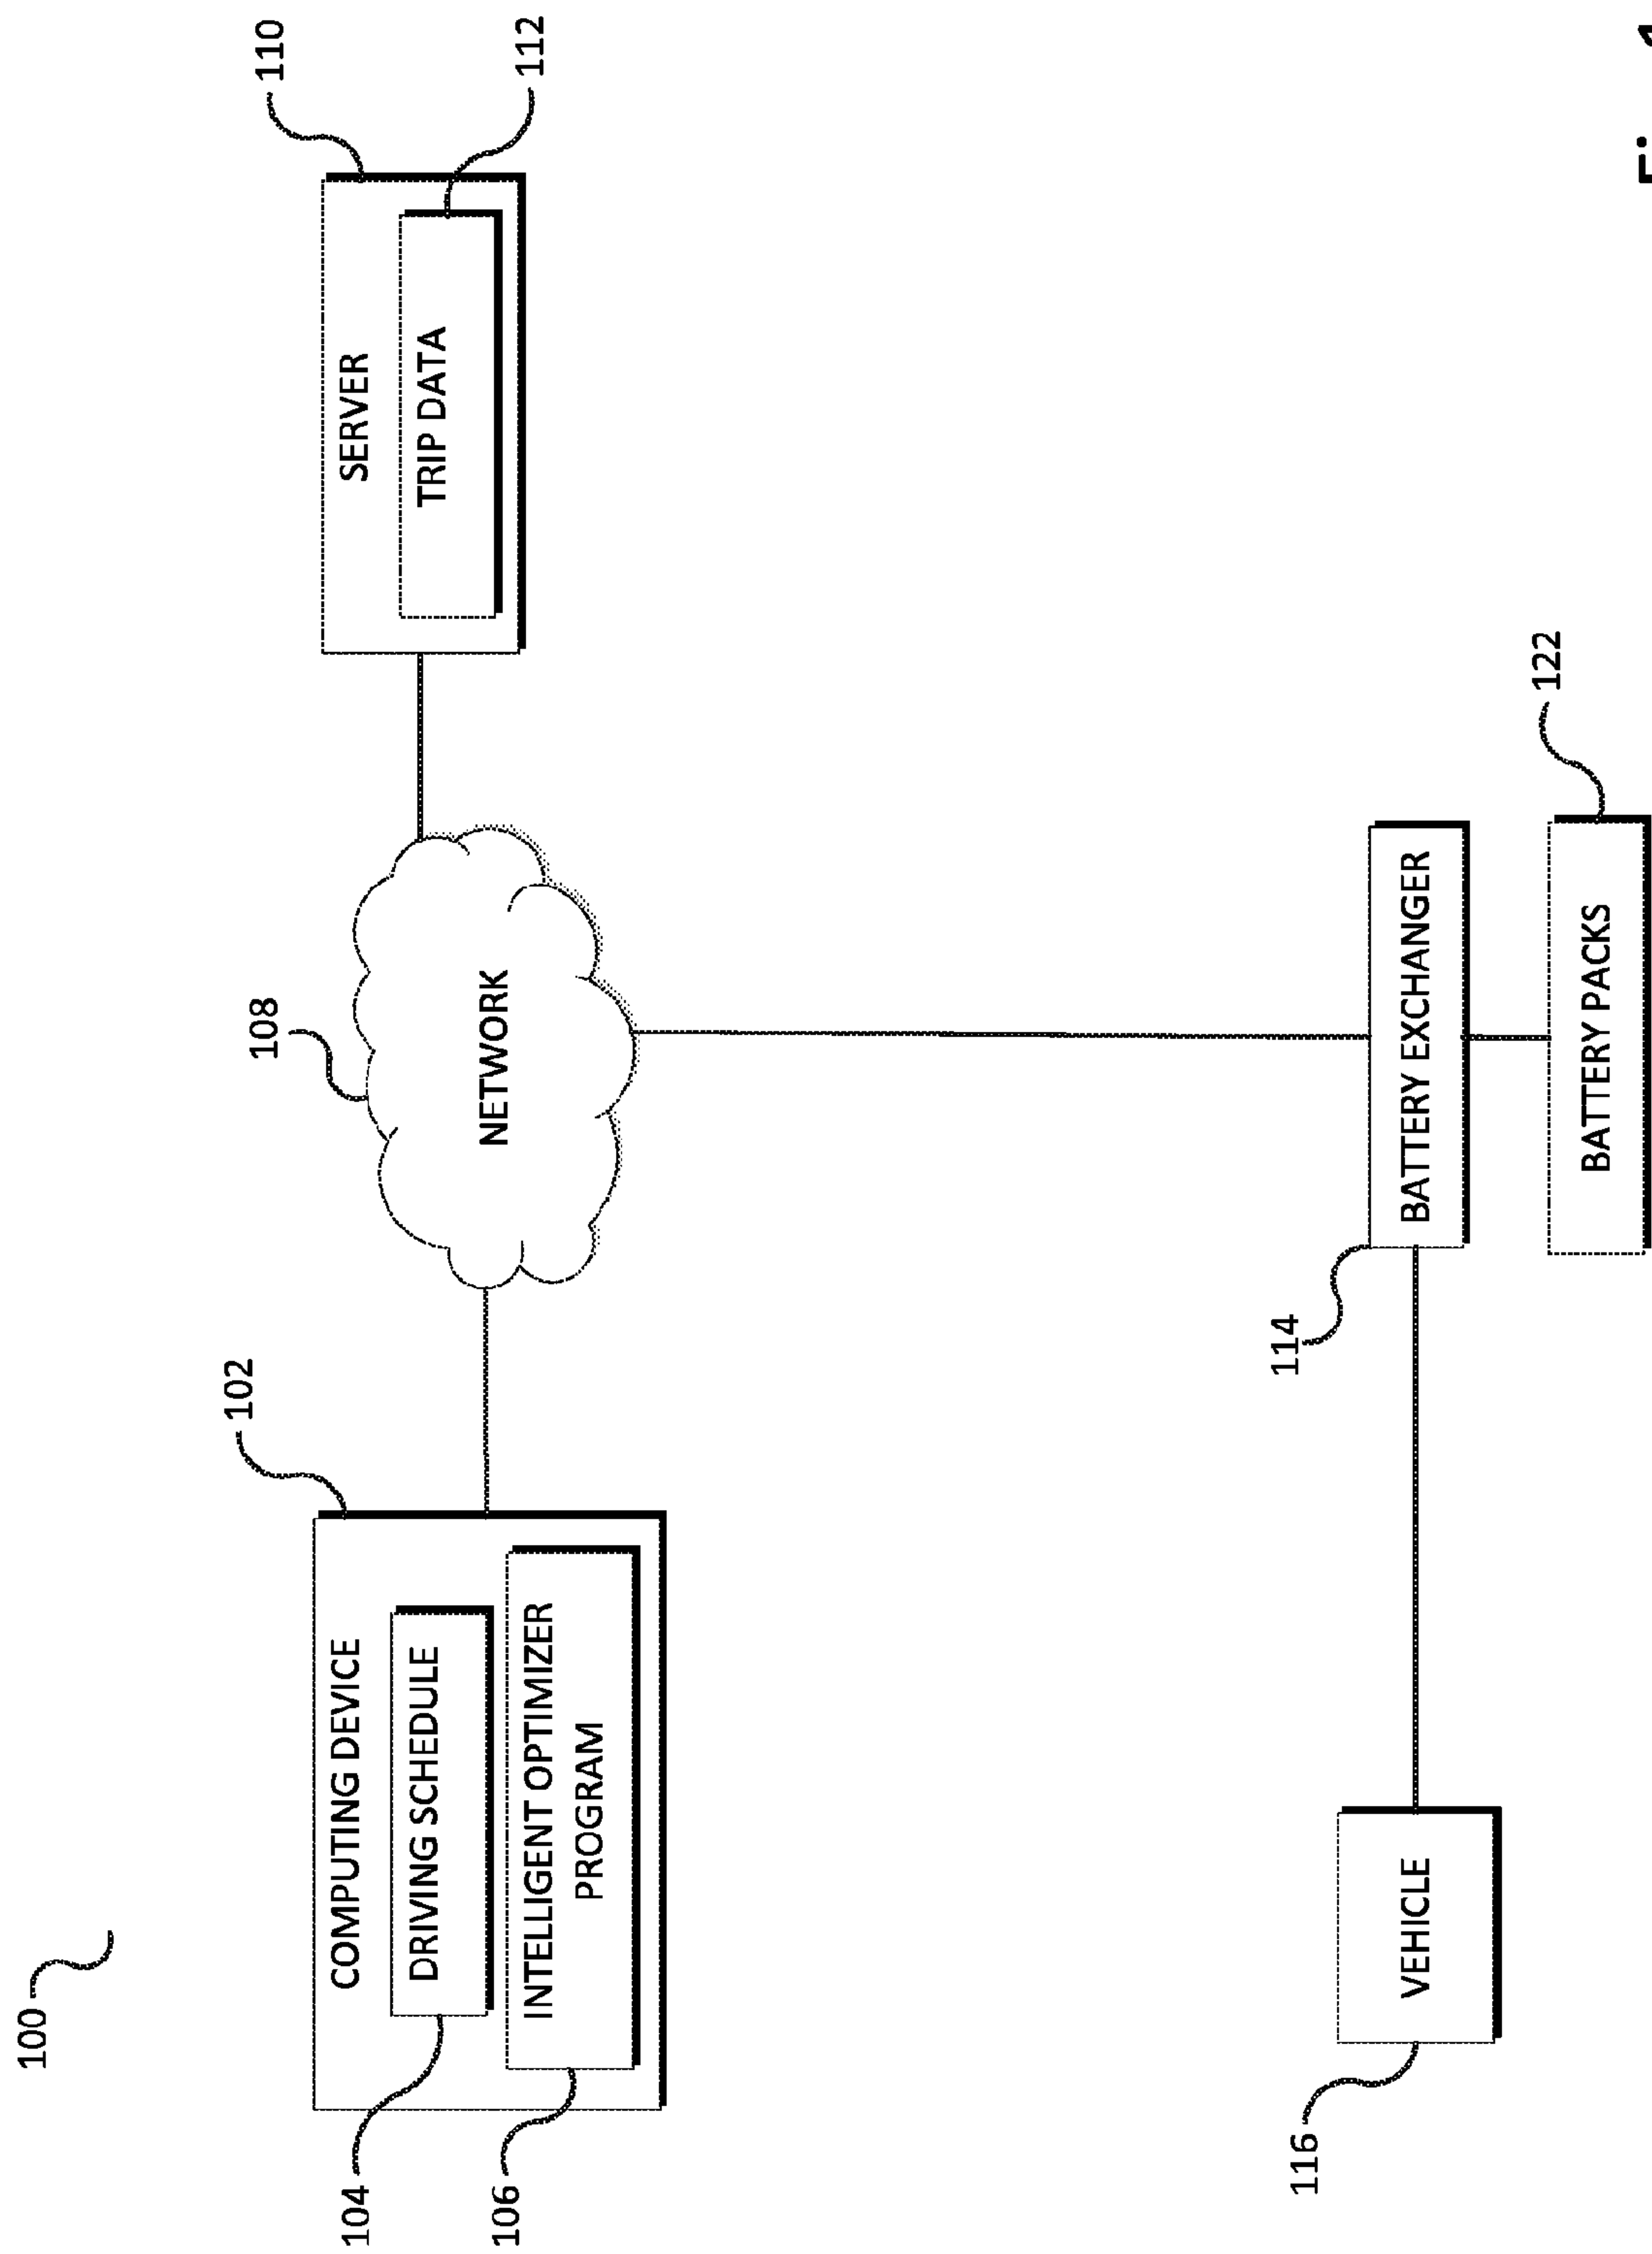 100
102
108
110
COMPUTING DEVICE
DRIVING SCHEDULE
INTELLIGENT OPTIMIZER
PROGRAM
104
106
NETWORK
SERVER
TRIP DATA
112
114
116
VEHICLE
BATTERY EXCHANGER
122
BATTERY PACKS